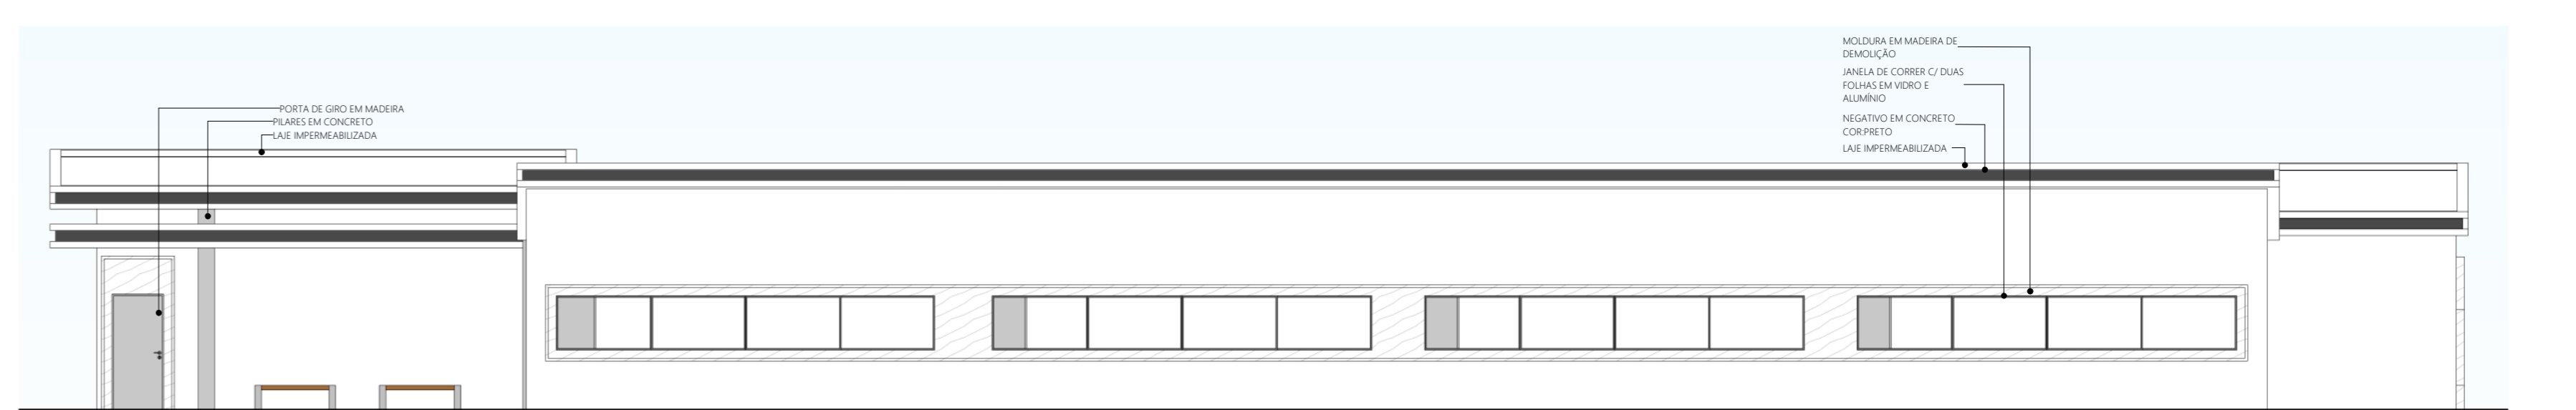 PORTA DE GIRO EM MADEIRA
PILARES EM CONCRETO
LAJE IMPERMEABILIZADA
MOLDURA EM MADEIRA DE
DEMOLIÇÃO
JANELA DE CORRER C/ DUAS
FOLHAS EM VIDRO E
ALUMÍNIO
NEGATIVO EM CONCRETO
COR:PRETO
LAJE IMPERMEABILIZADA